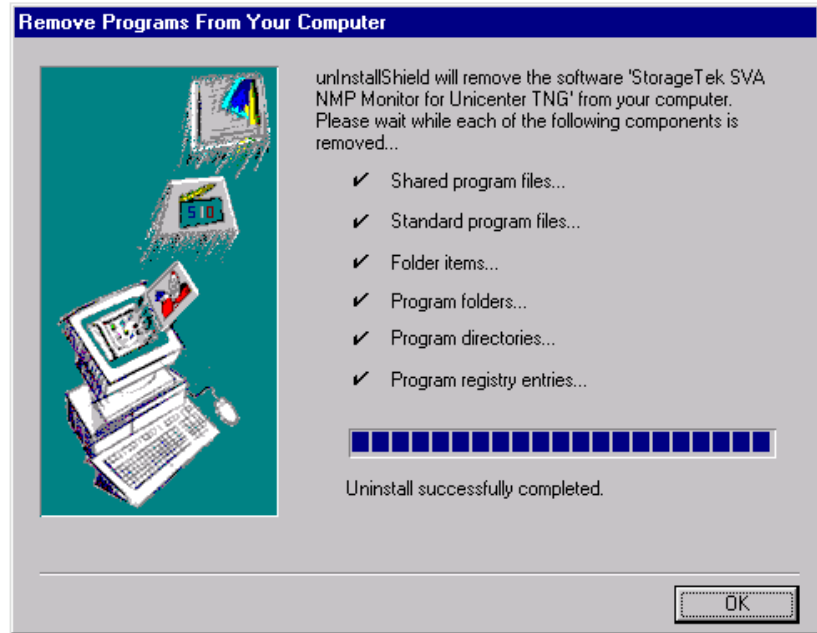 Remove Programs From Your Computer
unInstallShield will remove the software 'StorageTek SVA
NMP Monitor for Unicenter TNG' from your computer.
Please wait while each of the following components is
removed...
✔ Shared program files...
✔ Standard program files...
✔ Folder items...
✔ Program folders...
✔ Program directories...
✔ Program registry entries...
Uninstall successfully completed.
OK